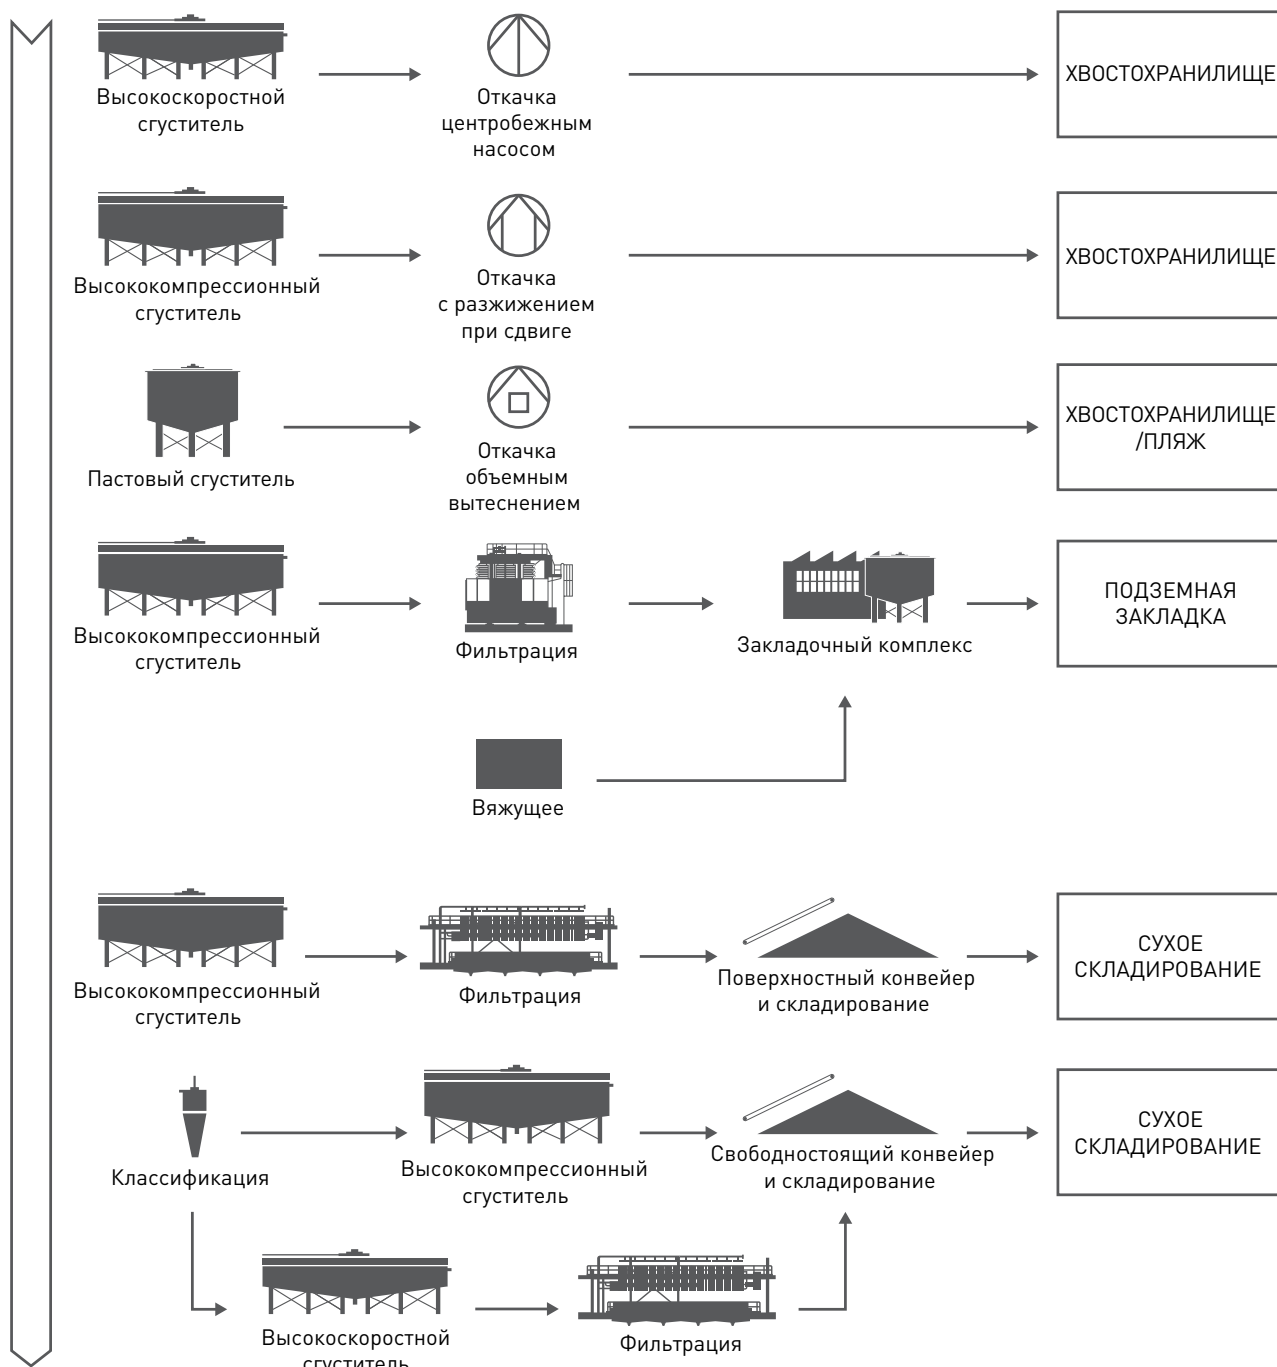 Высокоскоростной
сгуститель
Откачка
центробежным
насосом
ХВОСТОХРАНИЛИЩЕ
Высококомпрессионный
сгуститель
Откачка
с разжижением
при сдвиге
ХВОСТОХРАНИЛИЩЕ
Пастовый сгуститель
Откачка
объемным
вытеснением
ХВОСТОХРАНИЛИЩЕ
/ПЛЯЖ
Высококомпрессионный
сгуститель
Фильтрация
Закладочный комплекс
ПОДЗЕМНАЯ
ЗАКЛАДКА
Вяжущее
Высококомпрессионный
сгуститель
Фильтрация
Поверхностный конвейер
и складирование
СУХОЕ
СКЛАДИРОВАНИЕ
Классификация
Высококомпрессионный
сгуститель
Свободностоящий конвейер
и складирование
СУХОЕ
СКЛАДИРОВАНИЕ
Высокоскоростной
сгуститель
Фильтрация